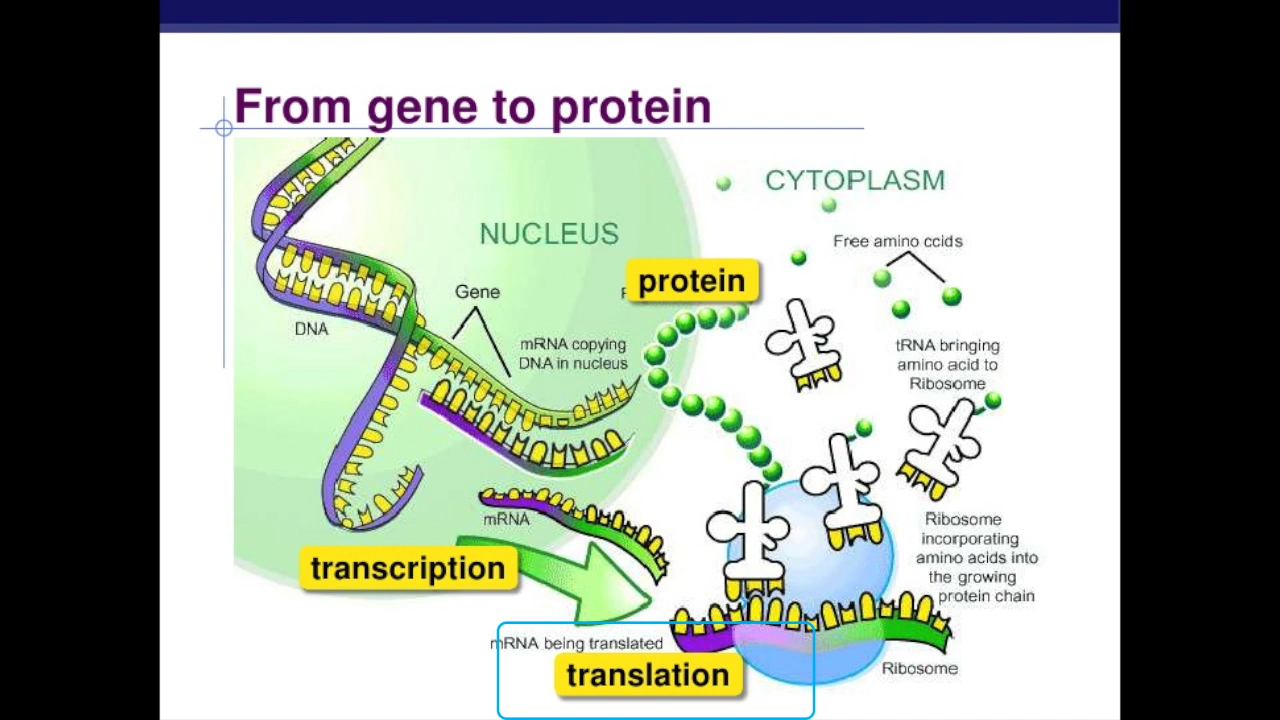 From gene to protein
CYTOPLASM
NUCLEUS
Free amino ccids
protein
Gene
DNA
mRNA copying
DNA in nucleus
tRNA bringing
amino acid to
Ribosome
mRNA
Ribosome
incorporating
amino acids into
the growing
protein chain
transcription
mRNA being translated
translation
Ribosome